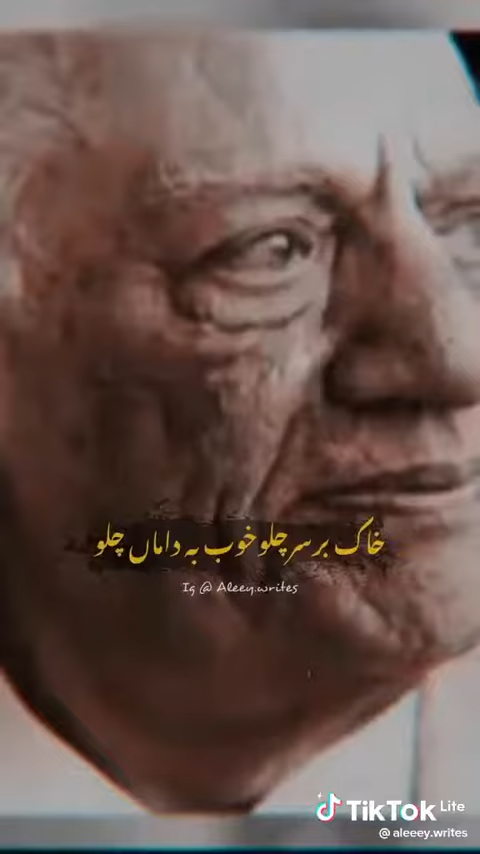 خاک بر سر چلو خوب بہ داماں چلو
Ig @ Aleey.writes
TikTok Lite
@ aleeey.writes